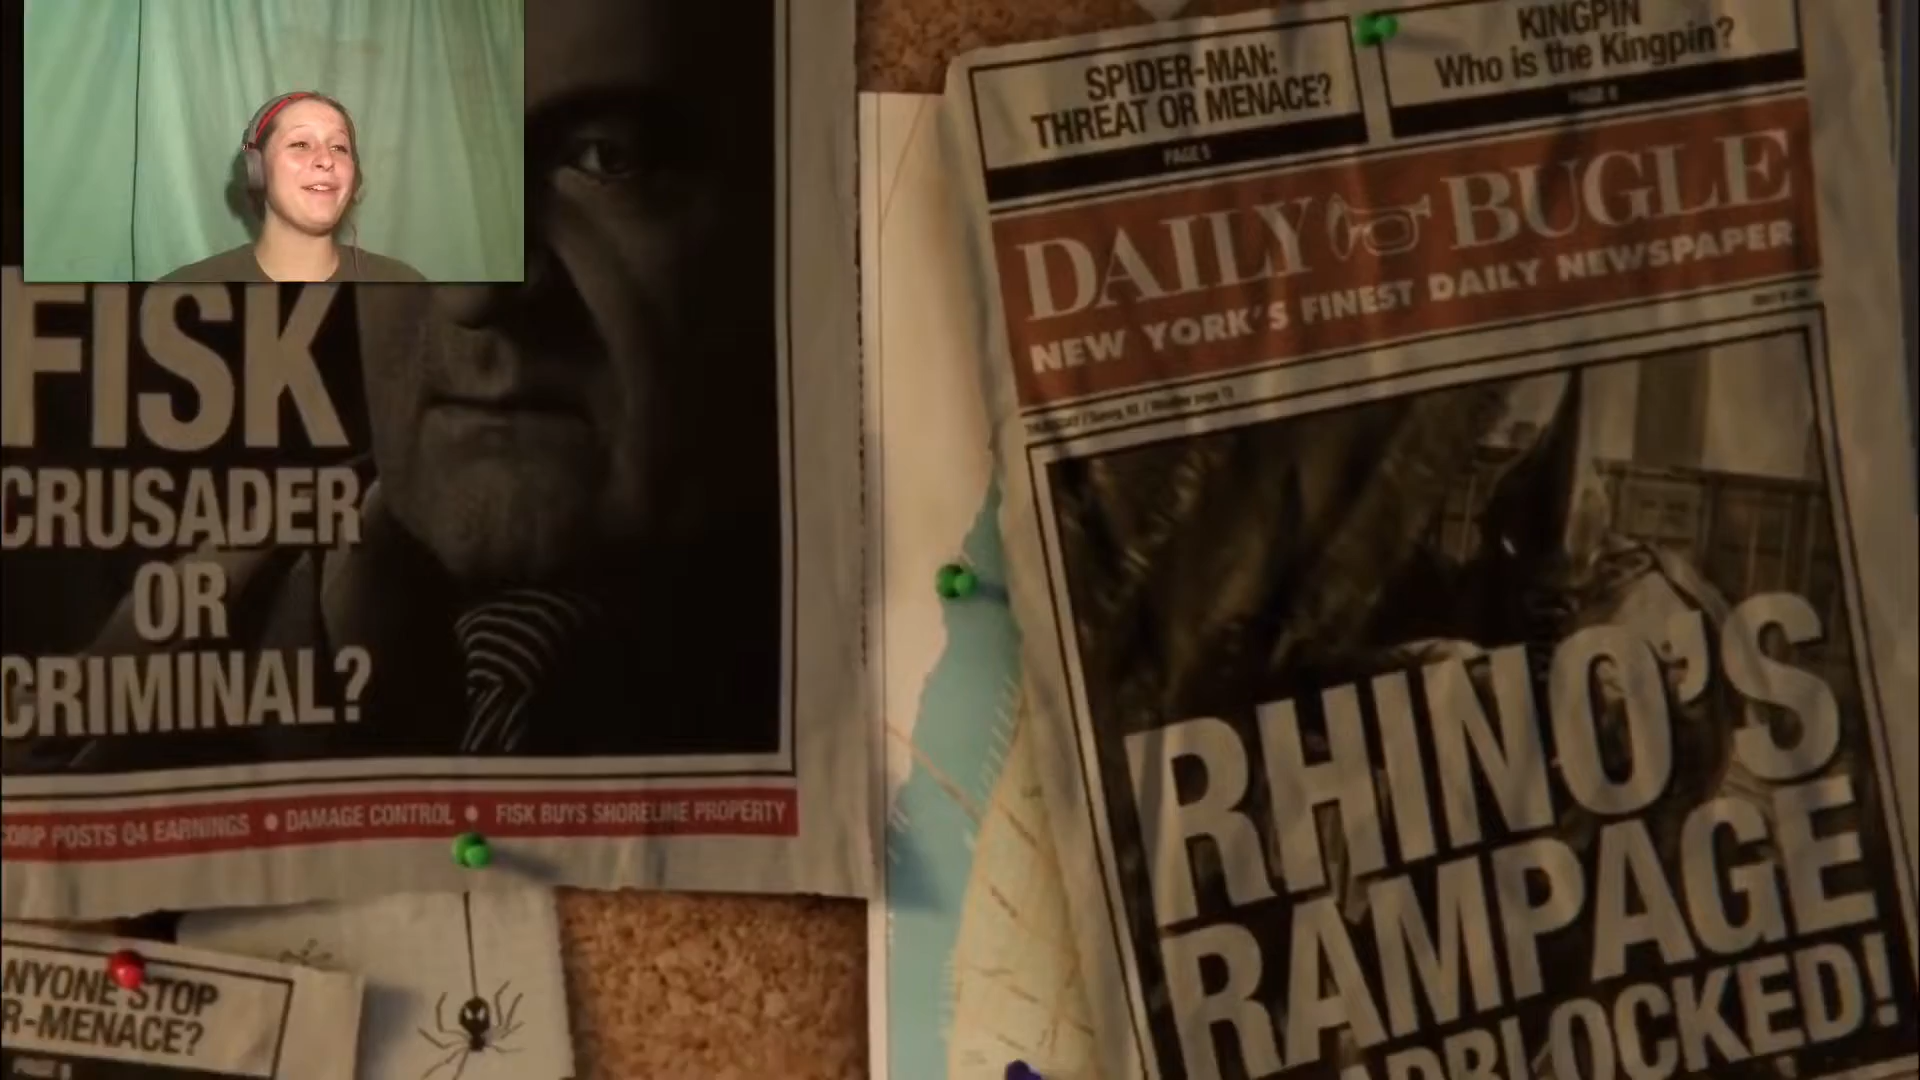 FISK
CRUSADER
OR
CRIMINAL?
CORP POSTS Q4 EARNINGS • DAMAGE CONTROL • FISK BUYS SHORELINE PROPERTY
NYONE STOP
R-MENACE?
SPIDER-MAN:
THREAT OR MENACE?
PAGE 5
KINGPIN
Who is the Kingpin?
DAILY BUGLE
NEW YORK'S FINEST DAILY NEWSPAPER
RHINO'S
RAMPAGE
ADBLOCKED!